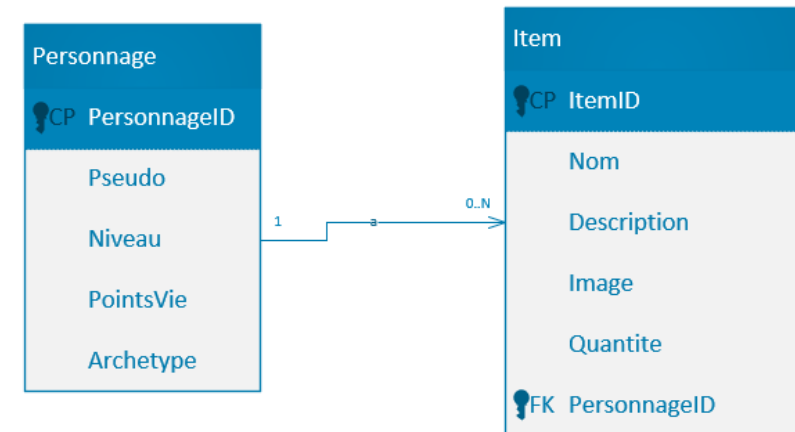 Personnage
CP PersonnageID
Pseudo
Niveau
PointsVie
Archetype
1
a
0..N
Item
CP ItemID
Nom
Description
Image
Quantite
FK PersonnageID